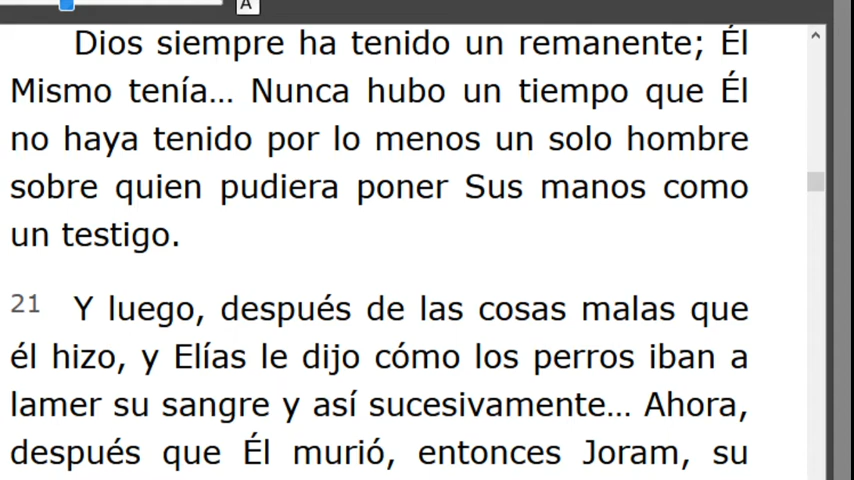 A
Dios siempre ha tenido un remanente; Él
Mismo tenía… Nunca hubo un tiempo que Él
no haya tenido por lo menos un solo hombre
sobre quien pudiera poner Sus manos como
un testigo.
21 Y luego, después de las cosas malas que
él hizo, y Elías le dijo cómo los perros iban a
lamer su sangre y así sucesivamente… Ahora,
después que Él murió, entonces Joram, su